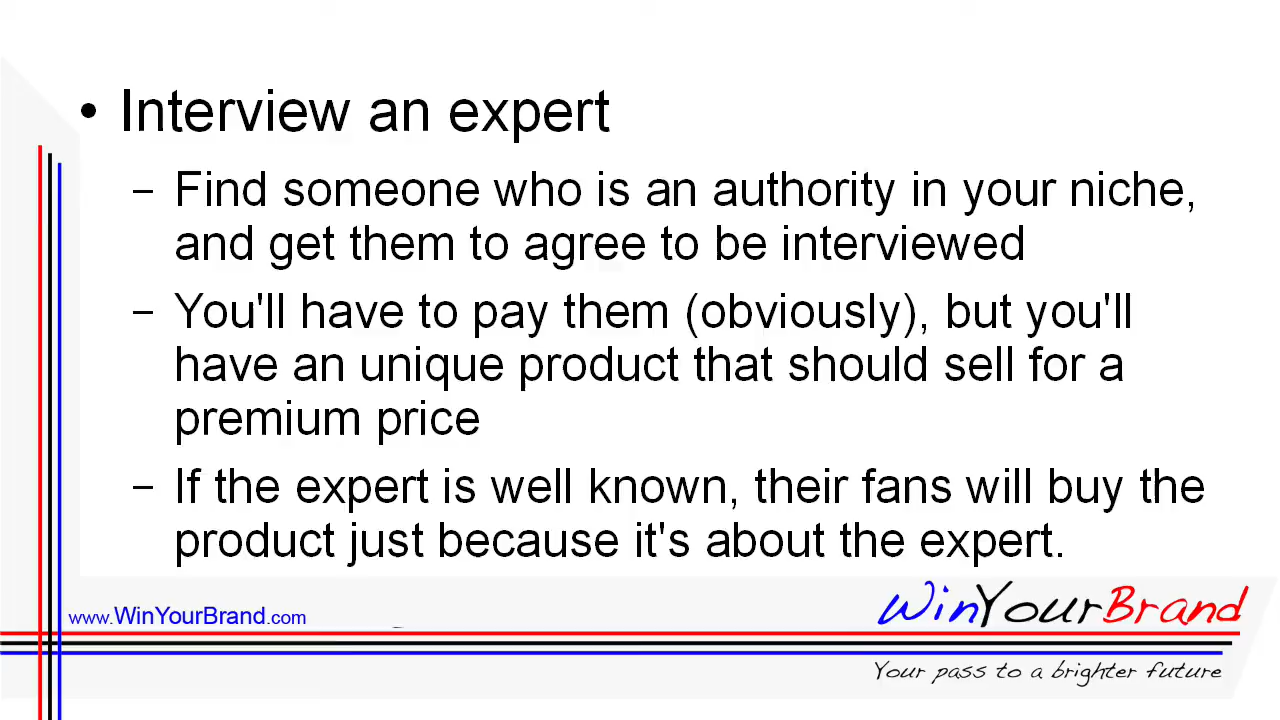 • Interview an expert
– Find someone who is an authority in your niche,
and get them to agree to be interviewed
– You'll have to pay them (obviously), but you'll
have an unique product that should sell for a
premium price
– If the expert is well known, their fans will buy the
product just because it's about the expert.
www.WinYourBrand.com
WinYourBrand
Your pass to a brighter future